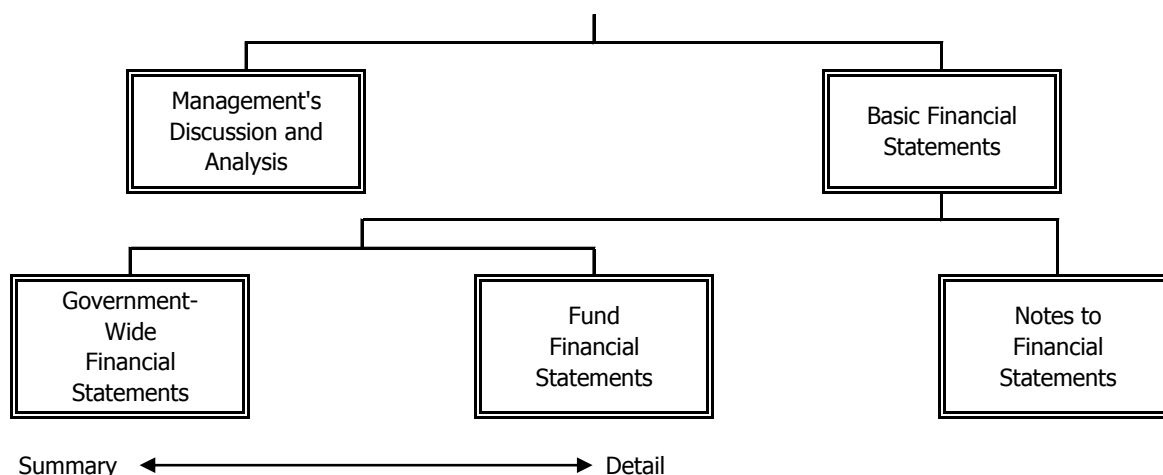 Management's
Discussion and
Analysis
Basic Financial
Statements
Government-
Wide
Financial
Statements
Fund
Financial
Statements
Notes to
Financial
Statements
Summary
Detail